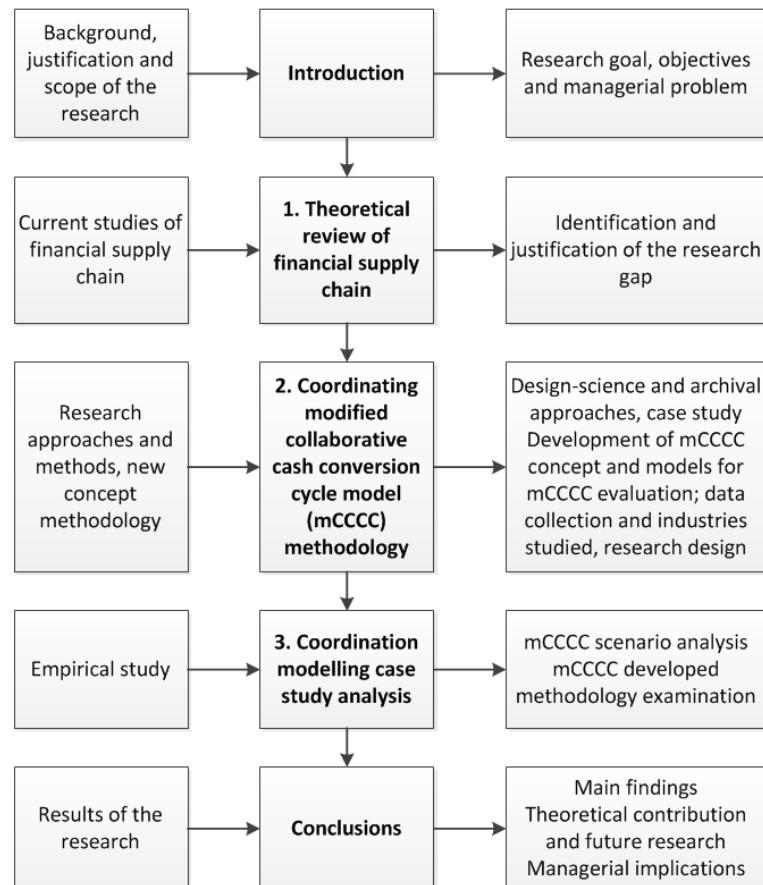 Background,
justification and
scope of the
research
Introduction
Research goal, objectives
and managerial problem
Current studies of
financial supply
chain
1. Theoretical
review of
financial supply
chain
Identification and
justification of the research
gap
Research
approaches and
methods, new
concept
methodology
2. Coordinating
modified
collaborative
cash conversion
cycle model
(mCCCC)
methodology
Design-science and archival
approaches, case study
Development of mCCCC
concept and models for
mCCCC evaluation; data
collection and industries
studied, research design
Empirical study
3. Coordination
modelling case
study analysis
mCCCC scenario analysis
mCCCC developed
methodology examination
Results of the
research
Conclusions
Main findings
Theoretical contribution
and future research
Managerial implications